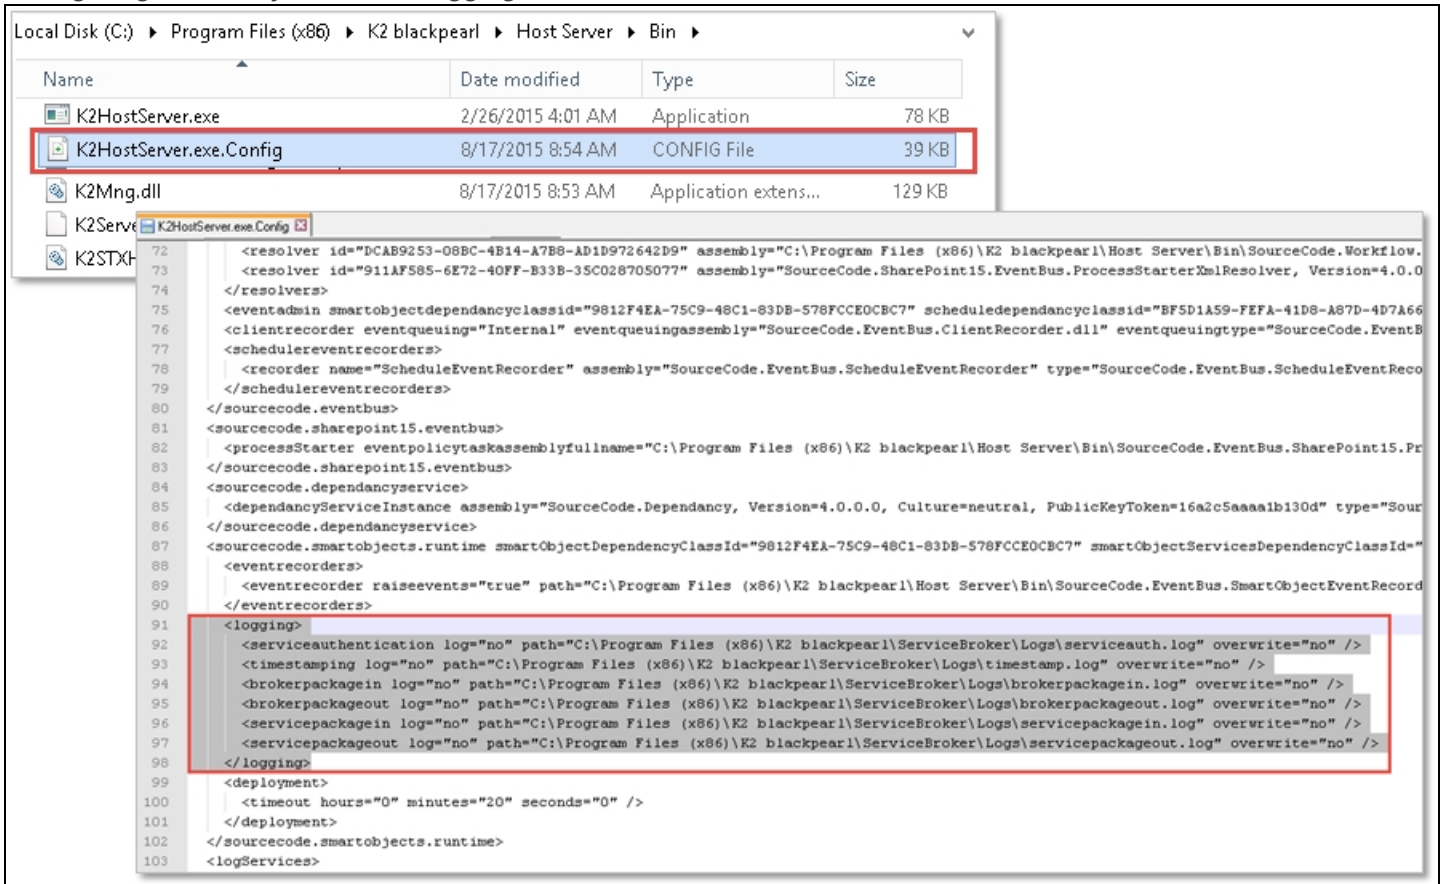 Local Disk (C:) ▸ Program Files (x86) ▸ K2 blackpearl ▸ Host Server ▸ Bin ▸
Name Date modified Type Size
K2HostServer.exe 2/26/2015 4:01 AM Application 78 KB
K2HostServer.exe.Config 8/17/2015 8:54 AM CONFIG File 39 KB
K2Mng.dll 8/17/2015 8:53 AM Application extens... 129 KB
K2Serve
K2STXH
K2HostServer.exe.Config
72 <resolver id="DCAB9253-08BC-4B14-A7B8-AD1D972642D9" assembly="C:\Program Files (x86)\K2 blackpearl\Host Server\Bin\SourceCode.Workflow.
73 <resolver id="911AF585-6E72-40FF-B33B-35C028705077" assembly="SourceCode.SharePoint15.EventBus.ProcessStarterXmlResolver, Version=4.0.0
74 </resolvers>
75 <eventadmin smartobjectdependancyclassid="9812F4EA-75C9-48C1-83DB-578FCCE0CBC7" scheduledependancyclassid="BF5D1A59-FEFA-41D8-A87D-4D7A66
76 <clientrecorder eventqueuing="Internal" eventqueuingassembly="SourceCode.EventBus.ClientRecorder.dll" eventqueuingtype="SourceCode.EventB
77 <schedulereventrecorders>
78 <recorder name="ScheduleEventRecorder" assembly="SourceCode.EventBus.ScheduleEventRecorder" type="SourceCode.EventBus.ScheduleEventReco
79 </schedulereventrecorders>
80 </sourcecode.eventbus>
81 <sourcecode.sharepoint15.eventbus>
82 <processStarter eventpolicytaskassemblyfullname="C:\Program Files (x86)\K2 blackpearl\Host Server\Bin\SourceCode.EventBus.SharePoint15.Pr
83 </sourcecode.sharepoint15.eventbus>
84 <sourcecode.dependancyservice>
85 <dependancyServiceInstance assembly="SourceCode.Dependancy, Version=4.0.0.0, Culture=neutral, PublicKeyToken=16a2c5aaaa1b130d" type="Sour
86 </sourcecode.dependancyservice>
87 <sourcecode.smartobjects.runtime smartObjectDependencyClassId="9812F4EA-75C9-48C1-83DB-578FCCE0CBC7" smartObjectServicesDependencyClassId="
88 <eventrecorders>
89 <eventrecorder raiseevents="true" path="C:\Program Files (x86)\K2 blackpearl\Host Server\Bin\SourceCode.EventBus.SmartObjectEventRecord
90 </eventrecorders>
91 <logging>
92 <serviceauthentication log="no" path="C:\Program Files (x86)\K2 blackpearl\ServiceBroker\Logs\serviceauth.log" overwrite="no" />
93 <timestamping log="no" path="C:\Program Files (x86)\K2 blackpearl\ServiceBroker\Logs\timestamp.log" overwrite="no" />
94 <brokerpackagein log="no" path="C:\Program Files (x86)\K2 blackpearl\ServiceBroker\Logs\brokerpackagein.log" overwrite="no" />
95 <brokerpackageout log="no" path="C:\Program Files (x86)\K2 blackpearl\ServiceBroker\Logs\brokerpackageout.log" overwrite="no" />
96 <servicepackagein log="no" path="C:\Program Files (x86)\K2 blackpearl\ServiceBroker\Logs\servicepackagein.log" overwrite="no" />
97 <servicepackageout log="no" path="C:\Program Files (x86)\K2 blackpearl\ServiceBroker\Logs\servicepackageout.log" overwrite="no" />
98 </logging>
99 <deployment>
100 <timeout hours="0" minutes="20" seconds="0" />
101 </deployment>
102 </sourcecode.smartobjects.runtime>
103 <logServices>